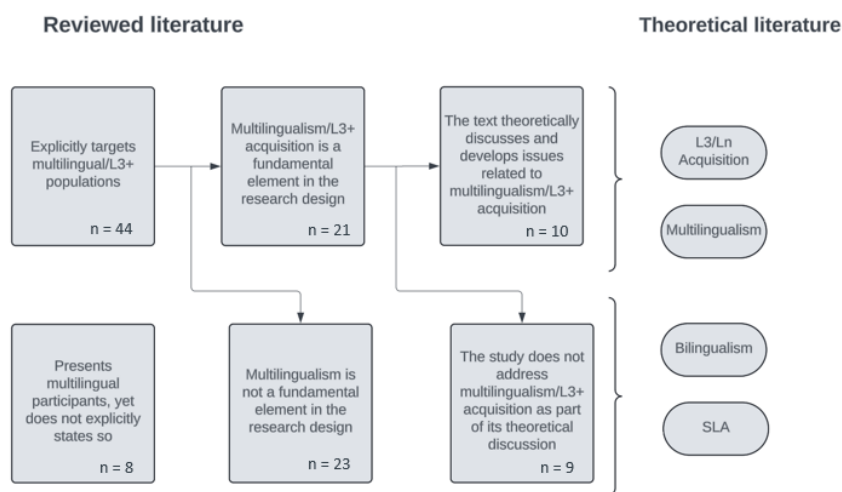 Reviewed literature
Theoretical literature
Explicitly targets
multilingual/L3+
populations
n = 44
Multilingualism/L3+
acquisition is a
fundamental
element in the
research design
n = 21
The text theoretically
discusses and
develops issues
related to
multilingualism/L3+
acquisition
n = 10
L3/Ln
Acquisition
Multilingualism
Presents
multilingual
participants, yet
does not explicitly
states so
n = 8
Multilingualism is
not a fundamental
element in the
research design
n = 23
The study does not
address
multilingualism/L3+
acquisition as part
of its theoretical
discussion
n = 9
Bilingualism
SLA